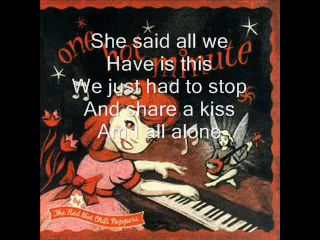 one hot minute
She said all we
Have is this
We just had to stop
And share a kiss
Am I all alone
by
The Red Hot Chili Peppers